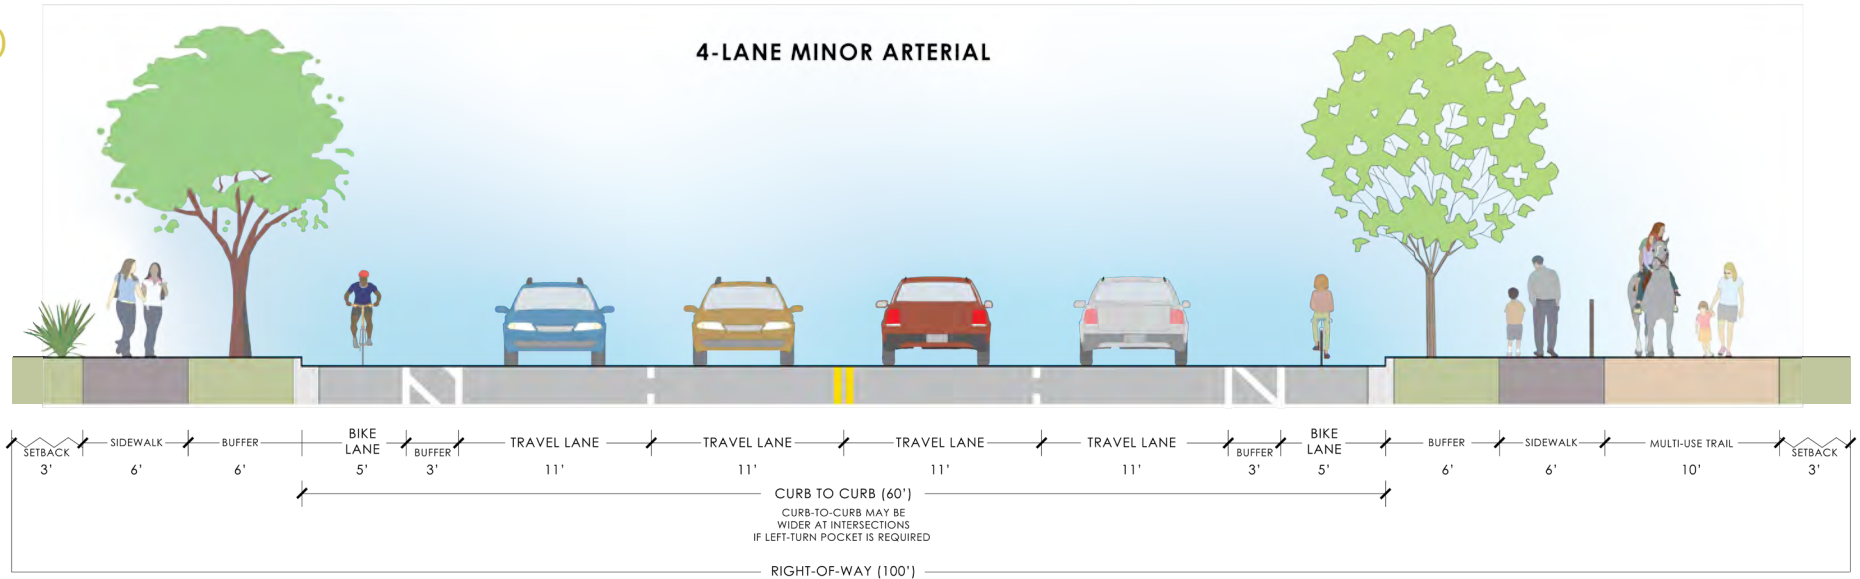 4-LANE MINOR ARTERIAL
SETBACK
3'
SIDEWALK
6'
BUFFER
6'
BIKE
LANE
5'
BUFFER
3'
TRAVEL LANE
11'
TRAVEL LANE
11'
TRAVEL LANE
11'
TRAVEL LANE
11'
BUFFER
3'
BIKE
LANE
5'
BUFFER
6'
SIDEWALK
6'
MULTI-USE TRAIL
10'
SETBACK
3'
CURB TO CURB (60')
CURB-TO-CURB MAY BE
WIDER AT INTERSECTIONS
IF LEFT-TURN POCKET IS REQUIRED
RIGHT-OF-WAY (100')